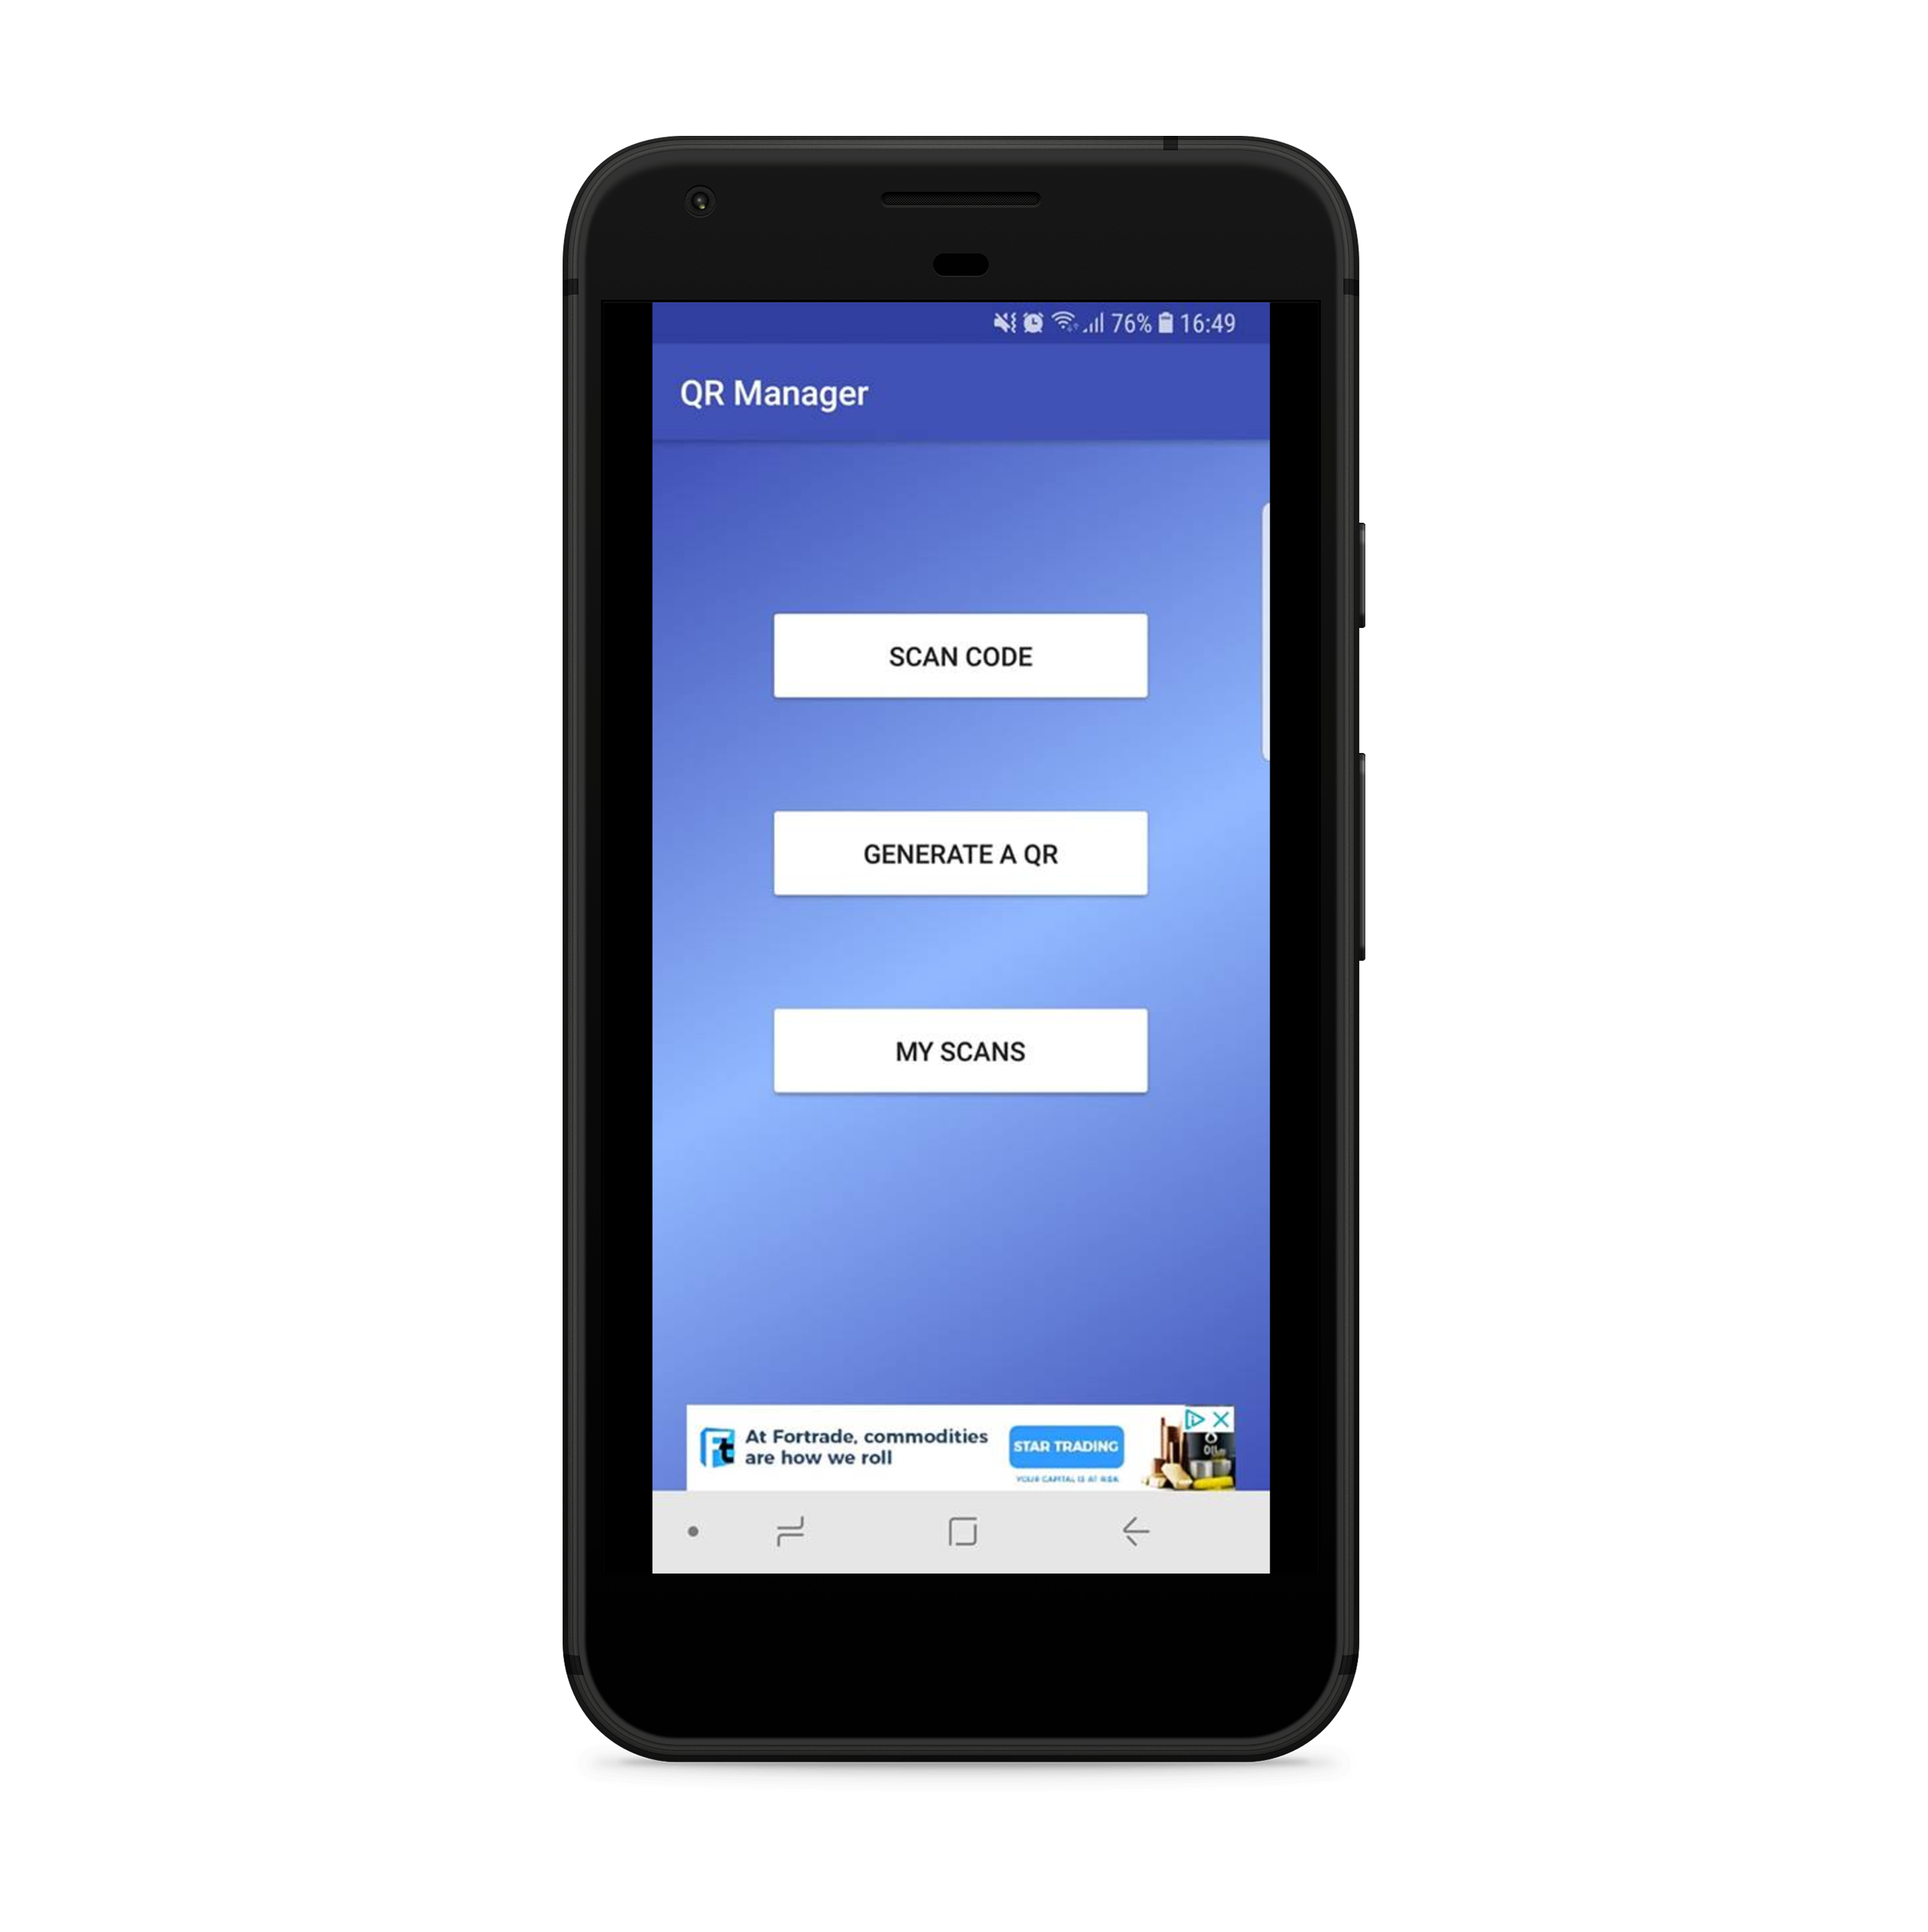 76% 16:49
QR Manager
SCAN CODE
GENERATE A QR
MY SCANS
At Fortrade, commodities
are how we roll
STAR TRADING
YOUR CAPITAL IS AT RISK
Ft
OIL